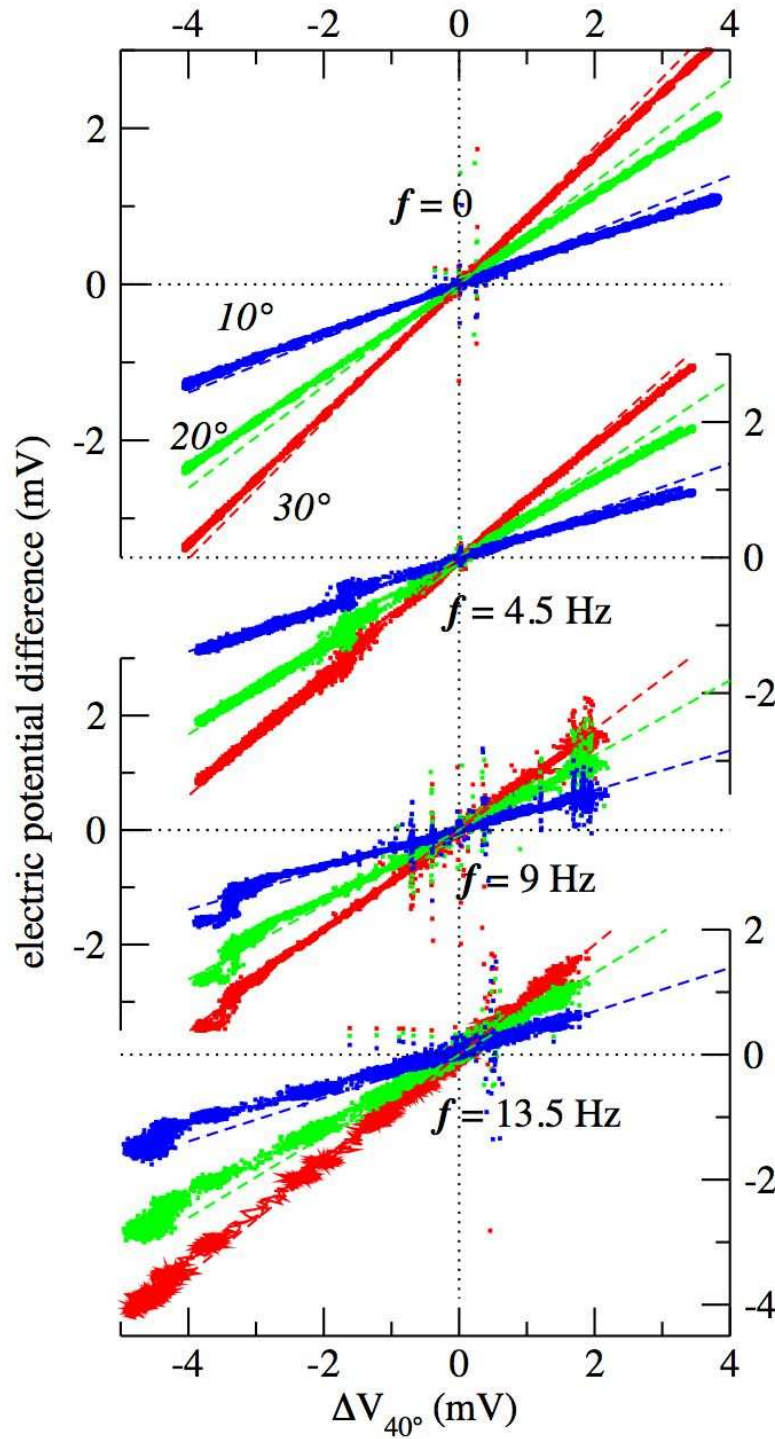 -4 -2 0 2 4
2
f = 0
0
10°
-2
20°
30°
2
0
f = 4.5 Hz
-2
2
0
f = 9 Hz
-2
2
0
f = 13.5 Hz
-2
-4
electric potential difference (mV)
-4 -2 0 2 4
ΔV40° (mV)